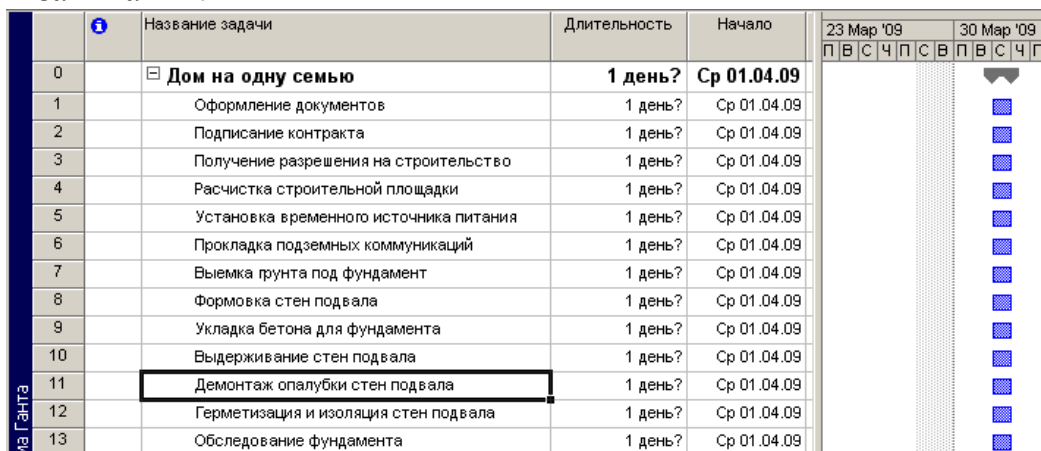 Название задачи Длительность Начало 23 Мар '09 30 Мар '09
П В С Ч П С В П В С Ч П
0 Дом на одну семью 1 день? Ср 01.04.09
1 Оформление документов 1 день? Ср 01.04.09
2 Подписание контракта 1 день? Ср 01.04.09
3 Получение разрешения на строительство 1 день? Ср 01.04.09
4 Расчистка строительной площадки 1 день? Ср 01.04.09
5 Установка временного источника питания 1 день? Ср 01.04.09
6 Прокладка подземных коммуникаций 1 день? Ср 01.04.09
7 Выемка грунта под фундамент 1 день? Ср 01.04.09
8 Формовка стен подвала 1 день? Ср 01.04.09
9 Укладка бетона для фундамента 1 день? Ср 01.04.09
10 Выдерживание стен подвала 1 день? Ср 01.04.09
11 Демонтаж опалубки стен подвала 1 день? Ср 01.04.09
12 Герметизация и изоляция стен подвала 1 день? Ср 01.04.09
13 Обследование фундамента 1 день? Ср 01.04.09
ма Ганта